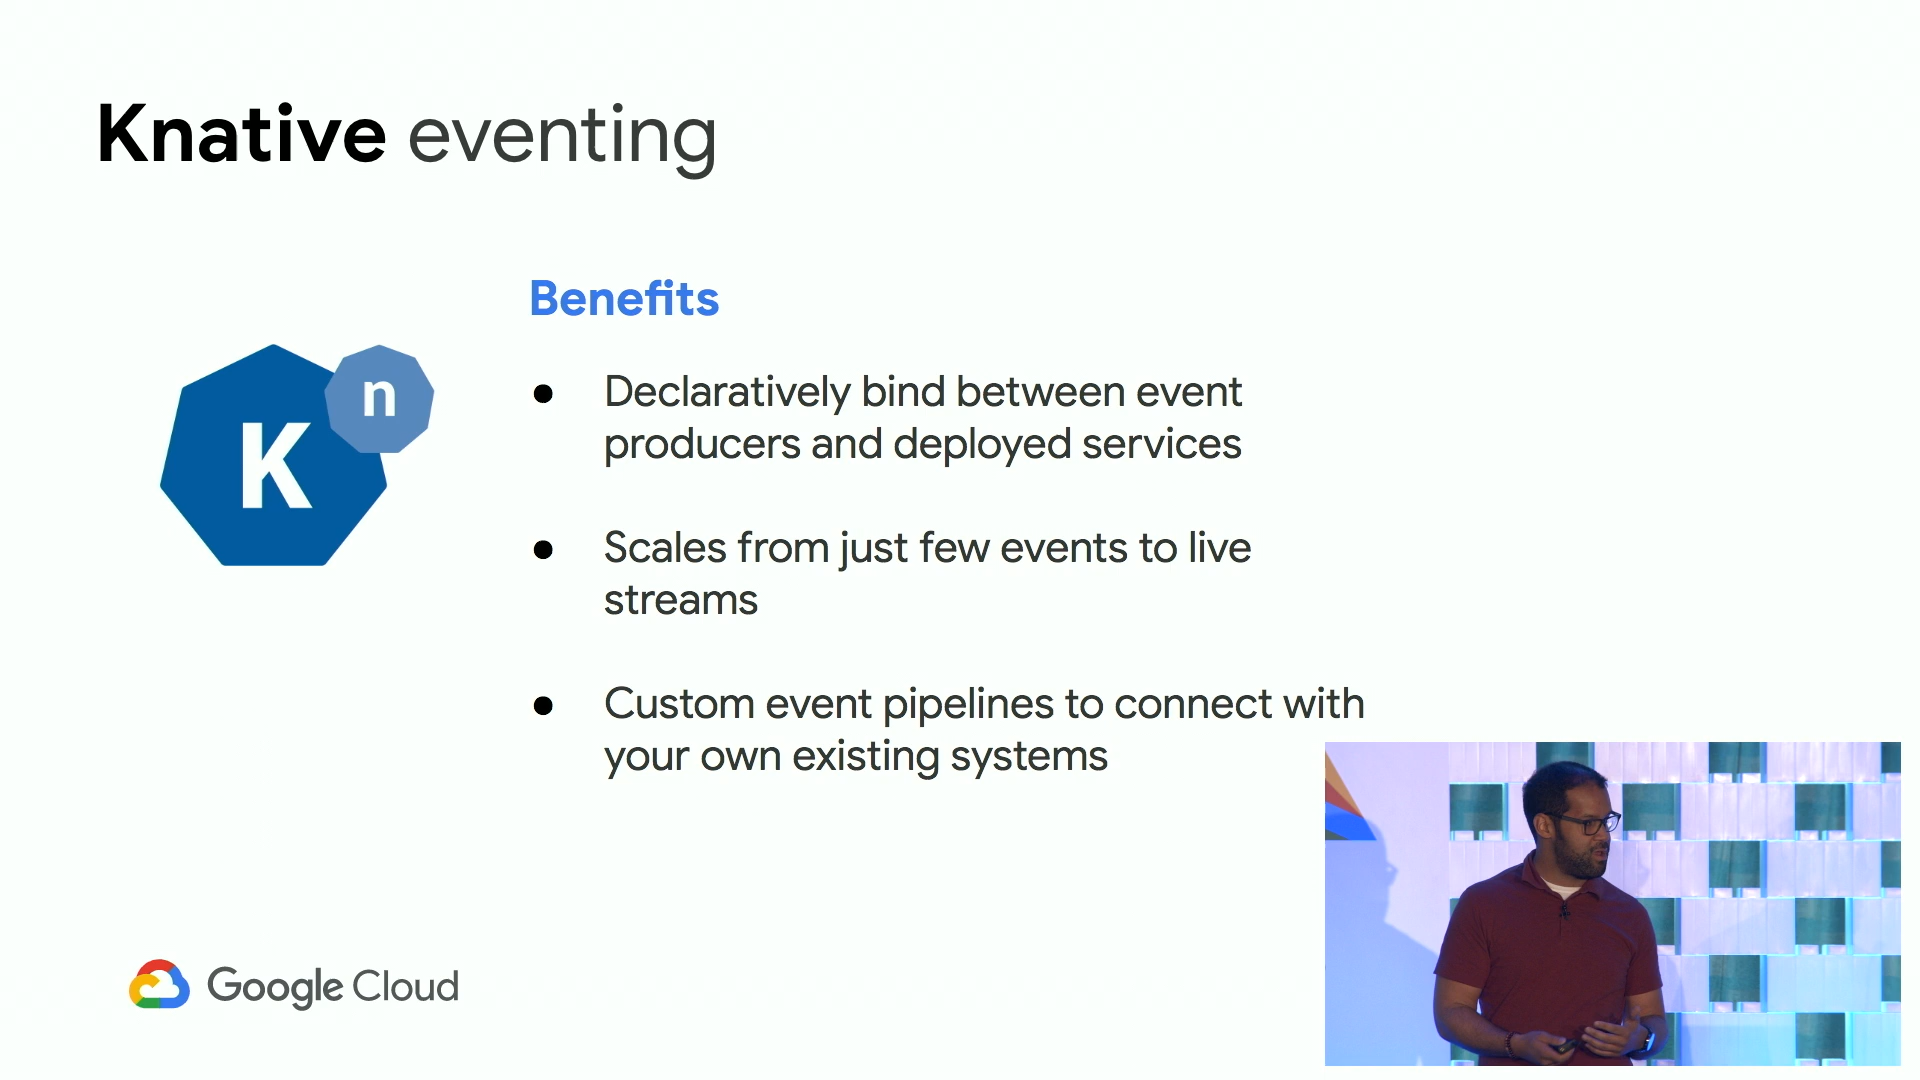 Knative eventing
Benefits
● Declaratively bind between event
producers and deployed services
● Scales from just few events to live
streams
● Custom event pipelines to connect with
your own existing systems
K
n
Google Cloud